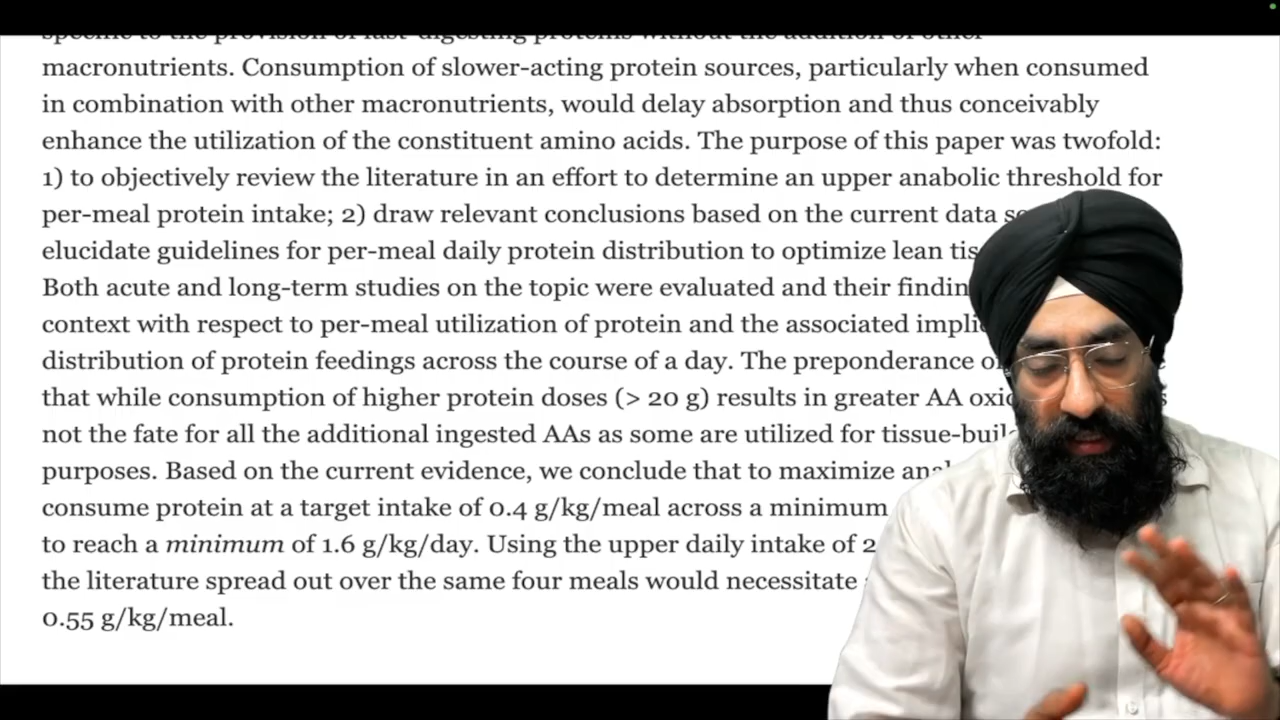 macronutrients. Consumption of slower-acting protein sources, particularly when consumed
in combination with other macronutrients, would delay absorption and thus conceivably
enhance the utilization of the constituent amino acids. The purpose of this paper was twofold:
1) to objectively review the literature in an effort to determine an upper anabolic threshold for
per-meal protein intake; 2) draw relevant conclusions based on the current data
elucidate guidelines for per-meal daily protein distribution to optimize lean
Both acute and long-term studies on the topic were evaluated and their
context with respect to per-meal utilization of protein and the associated
distribution of protein feedings across the course of a day. The preponderance
that while consumption of higher protein doses (> 20 g) results in greater AA
not the fate for all the additional ingested AAs as some are utilized for
purposes. Based on the current evidence, we conclude that to maximize
consume protein at a target intake of 0.4 g/kg/meal across a minimum
to reach a minimum of 1.6 g/kg/day. Using the upper daily intake of
the literature spread out over the same four meals would necessitate
0.55 g/kg/meal.